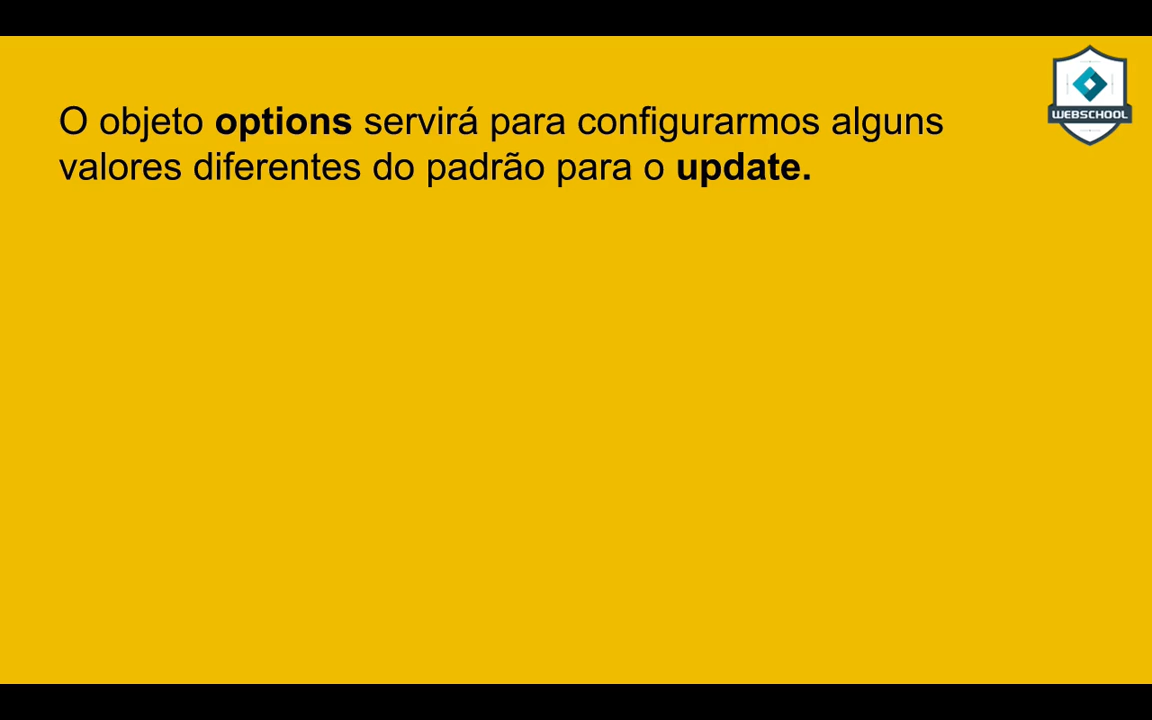 O objeto options servirá para configurarmos alguns
valores diferentes do padrão para o update.
WEBSCHOOL